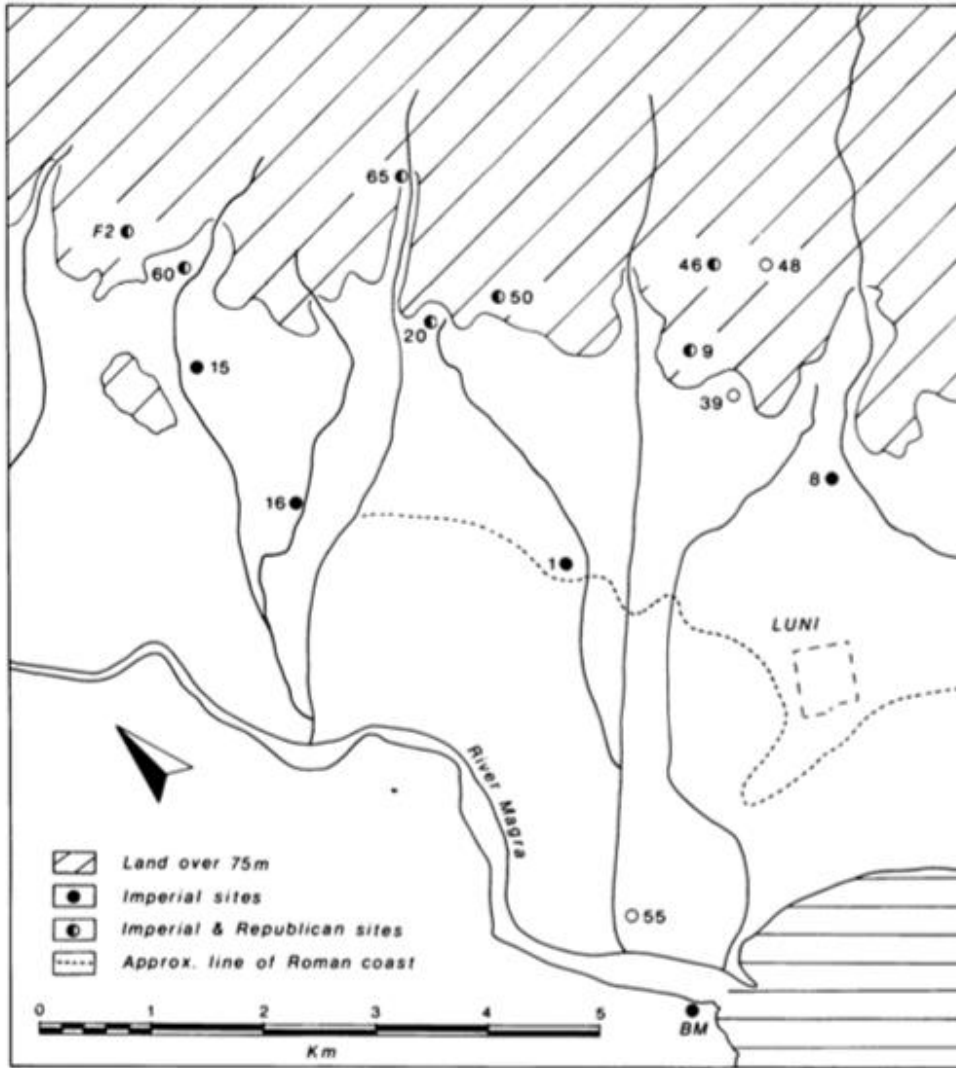 65
F2
60
46
48
50
20
9
15
39
8
16
1
LUNI
River Magra
55
BM
Land over 75m
Imperial sites
Imperial & Republican sites
Approx. line of Roman coast
0 1 2 3 4 5
Km